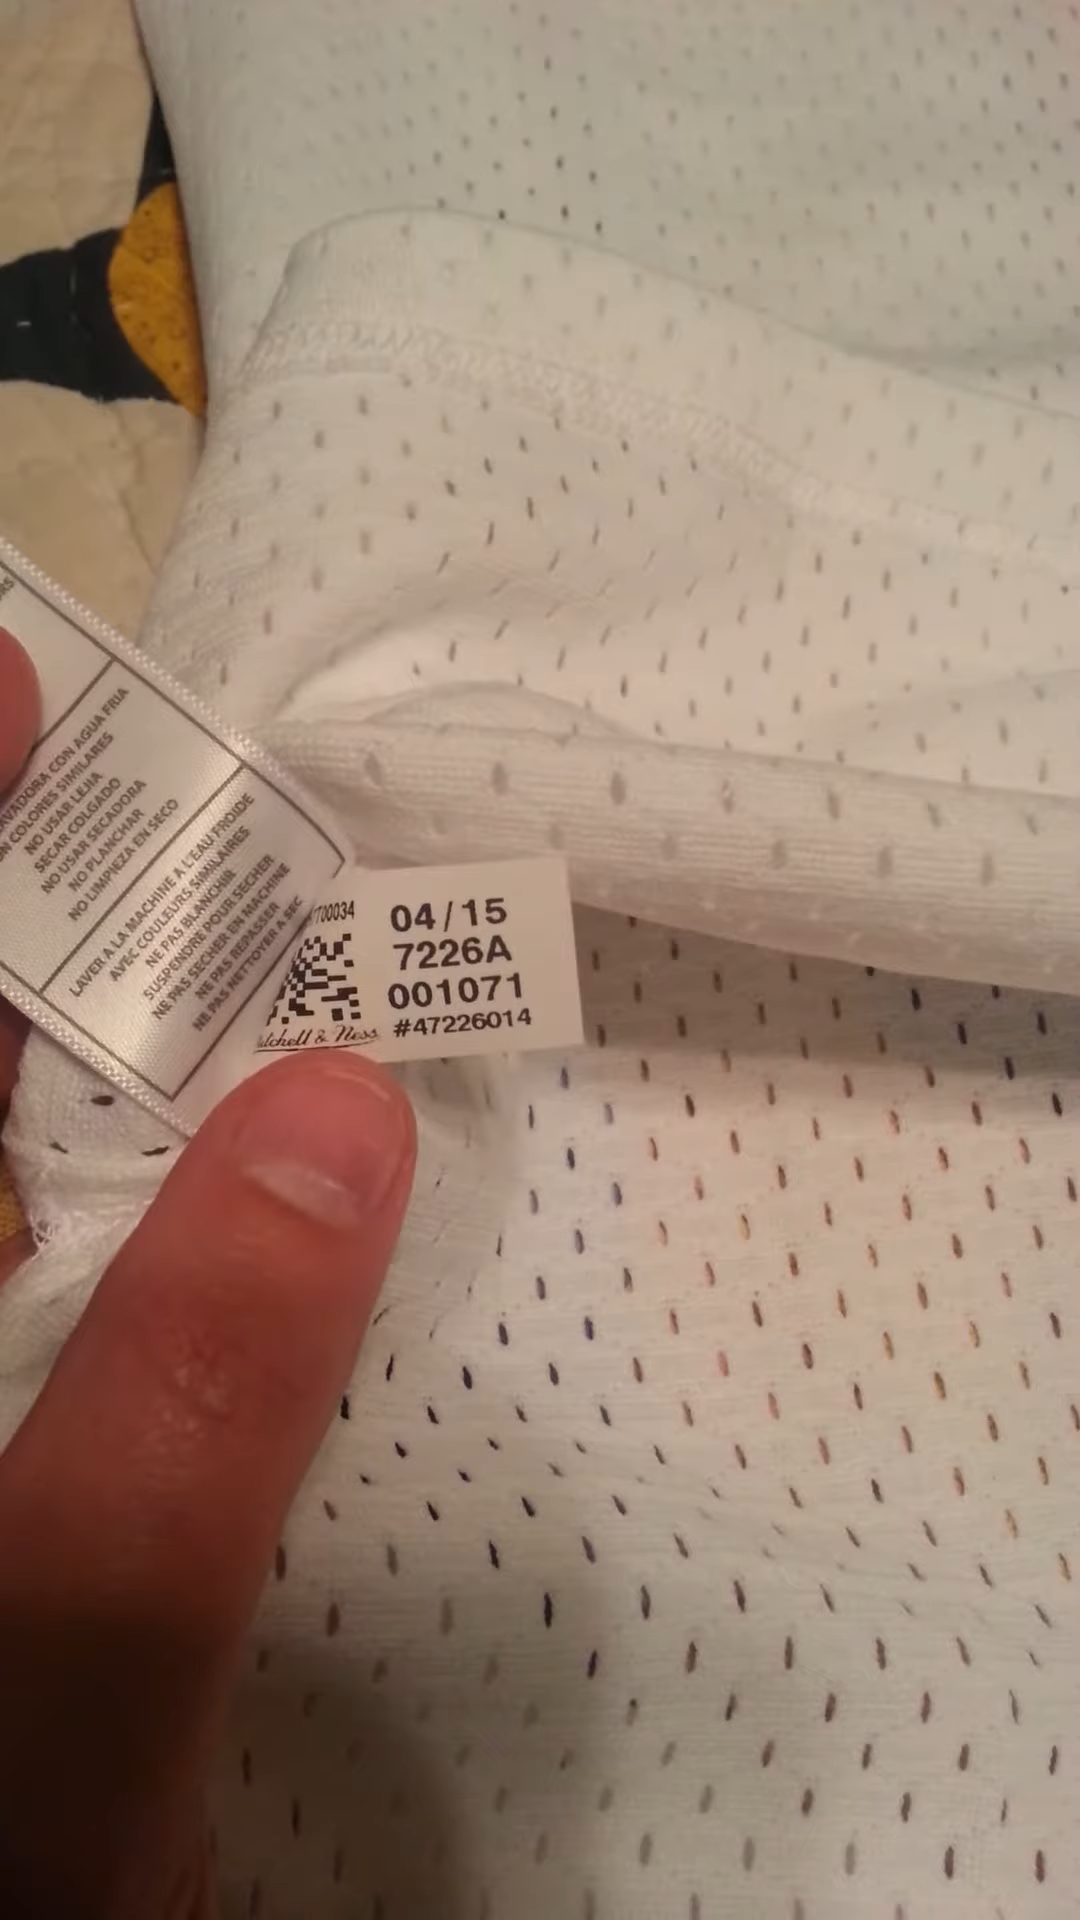 CON AGUA FRIA
COLORES SIMILARES
NO USAR LEJIA
SECAR COLGADO
NO USAR SECADORA
NO PLANCHAR
NO LIMPIEZA EN SECO
LAVER A LA MACHINE A L'EAU FROIDE
AVEC COULEURS SIMILAIRES
NE PAS BLANCHIR
SUSPENDRE POUR SECHER
NE PAS SECHER EN MACHINE
NE PAS REPASSER
NE PAS NETTOYER A SEC
04/15
7226A
001071
& Ness #47226014